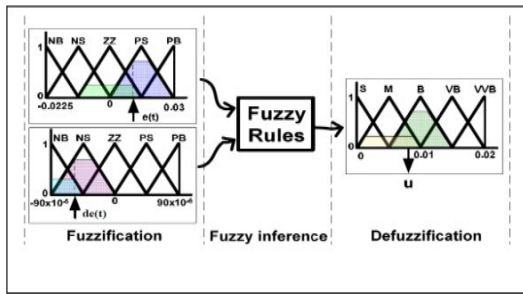 NB NS ZZ PS PB
1
0
-0.0225 0 0.03
e(t)
NB NS ZZ PS PB
1
0
-90x10⁻⁶ 0 90x10⁻⁶
de(t)
Fuzzification
Fuzzy
Rules
Fuzzy inference
S M B VB VVB
1
0
0 0.01 0.02
u
Defuzzification